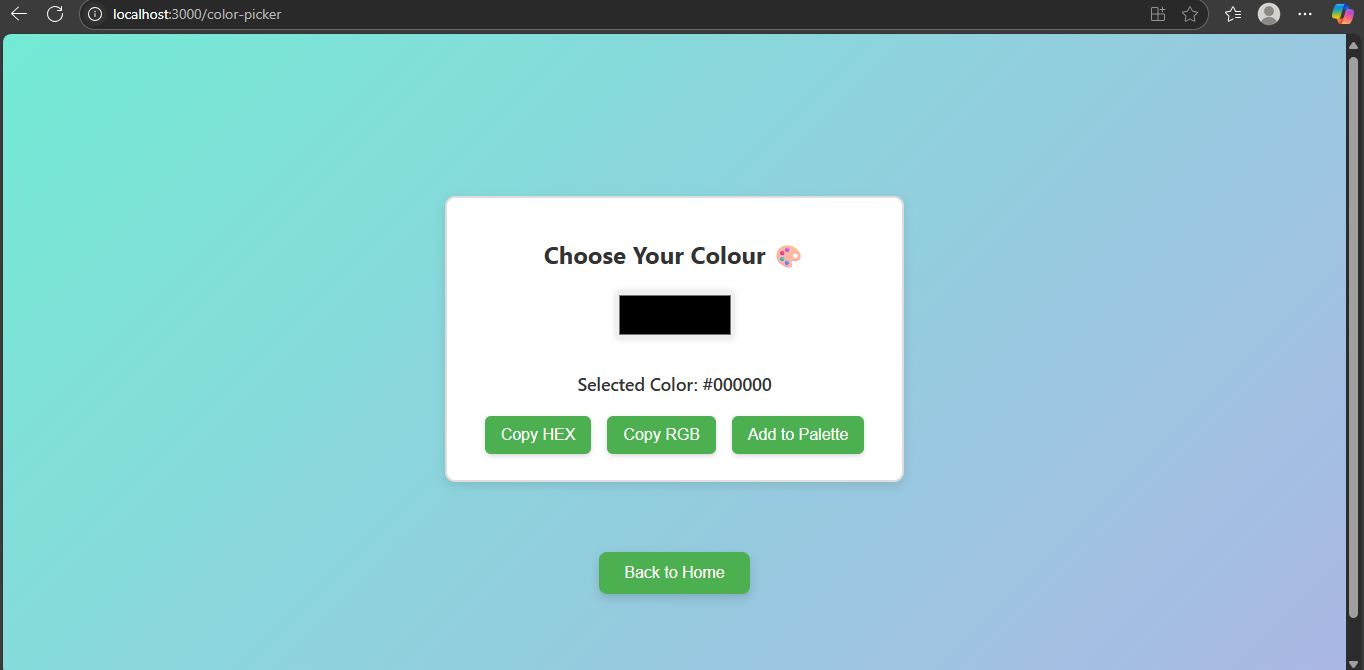 localhost:3000/color-picker
Choose Your Colour 🎨
Selected Color: #000000
Copy HEX Copy RGB Add to Palette
Back to Home